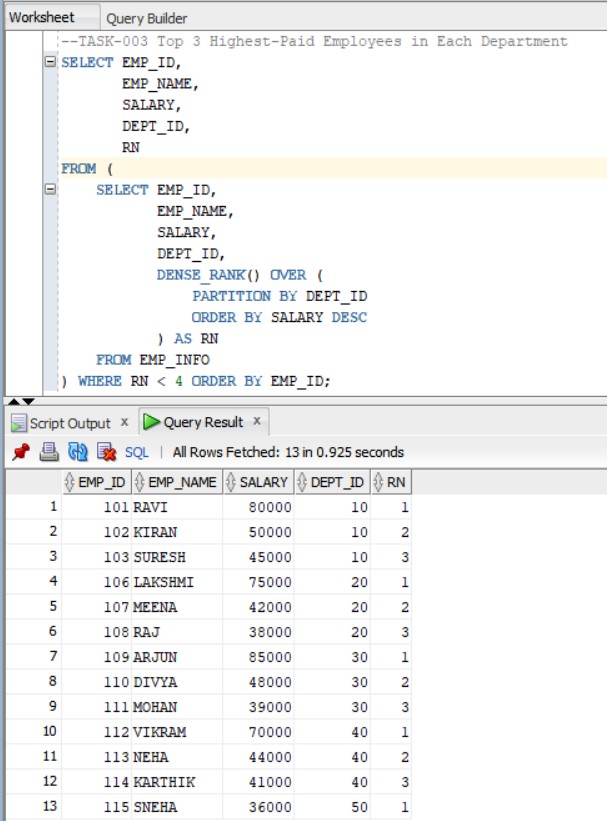 Worksheet Query Builder
--TASK-003 Top 3 Highest-Paid Employees in Each Department
SELECT EMP_ID,
EMP_NAME,
SALARY,
DEPT_ID,
RN
FROM (
SELECT EMP_ID,
EMP_NAME,
SALARY,
DEPT_ID,
DENSE_RANK() OVER (
PARTITION BY DEPT_ID
ORDER BY SALARY DESC
) AS RN
FROM EMP_INFO
) WHERE RN < 4 ORDER BY EMP_ID;
Script Output x Query Result x
SQL | All Rows Fetched: 13 in 0.925 seconds
EMP_ID EMP_NAME SALARY DEPT_ID RN
1 101 RAVI 80000 10 1
2 102 KIRAN 50000 10 2
3 103 SURESH 45000 10 3
4 106 LAKSHMI 75000 20 1
5 107 MEENA 42000 20 2
6 108 RAJ 38000 20 3
7 109 ARJUN 85000 30 1
8 110 DIVYA 48000 30 2
9 111 MOHAN 39000 30 3
10 112 VIKRAM 70000 40 1
11 113 NEHA 44000 40 2
12 114 KARTHIK 41000 40 3
13 115 SNEHA 36000 50 1